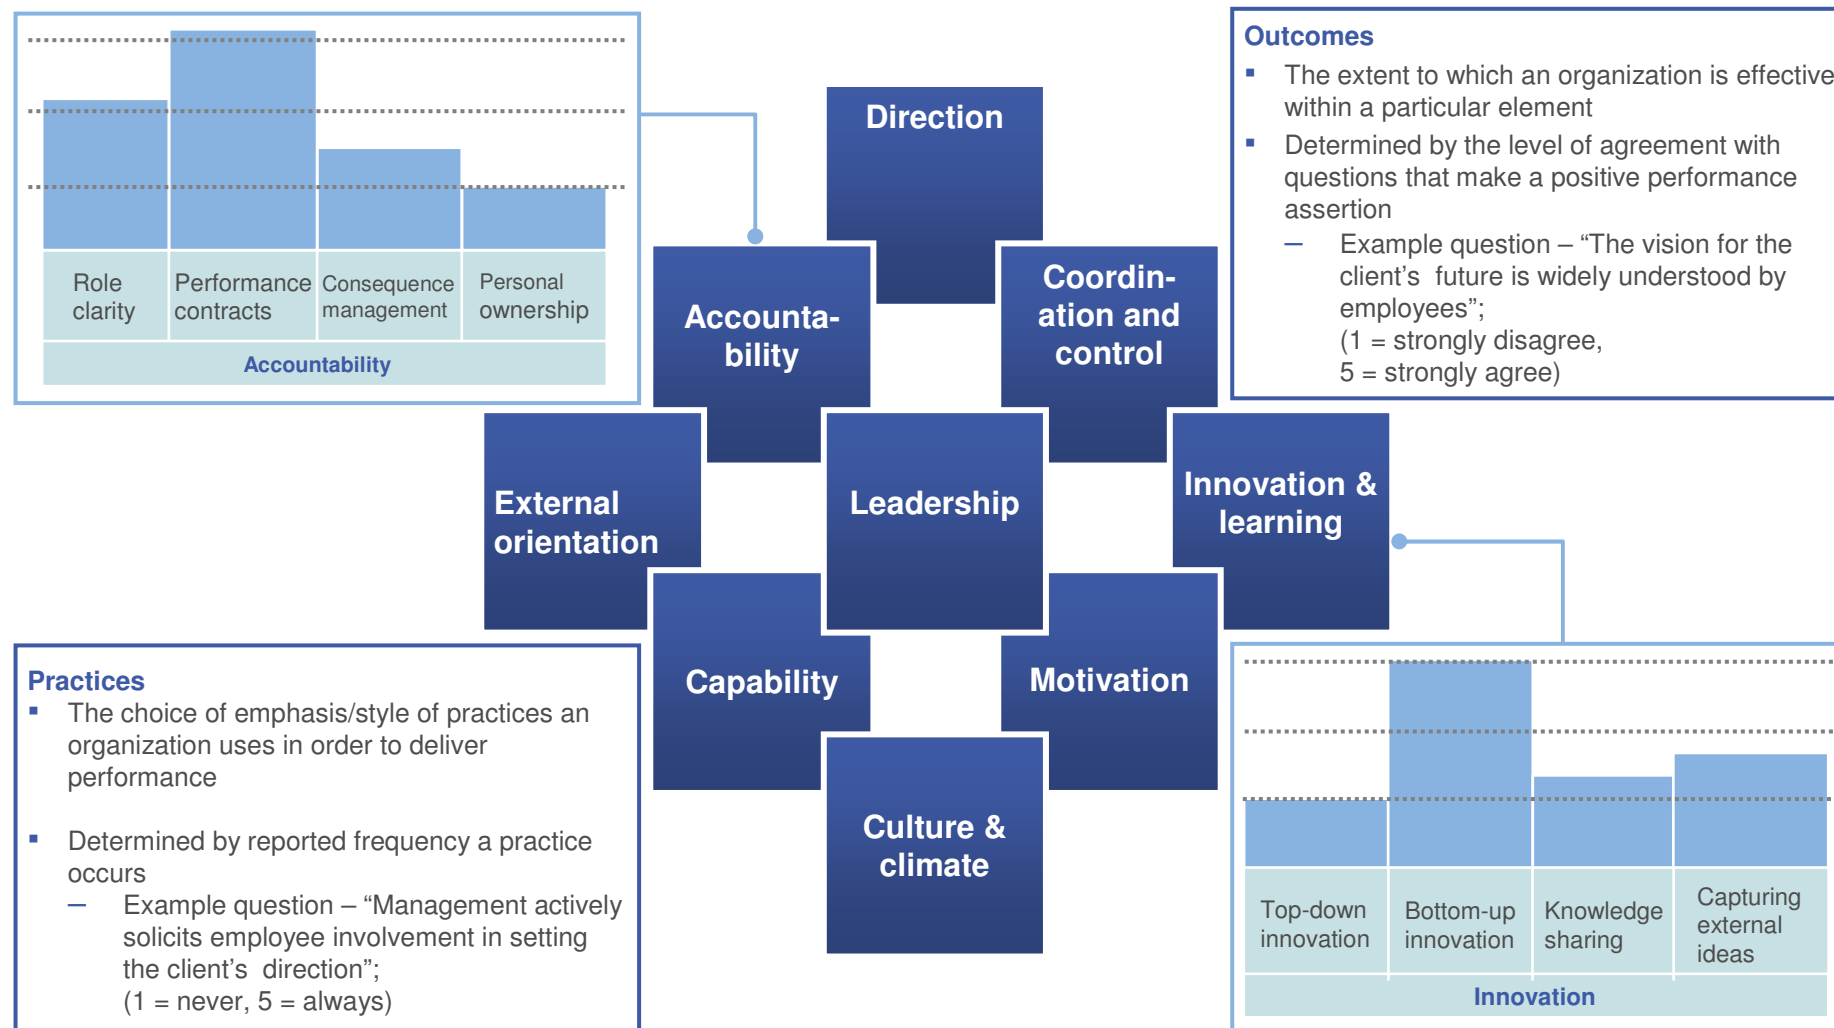 Role
clarity
Performance
contracts
Consequence
management
Personal
ownership
Accountability
Direction
Accounta-
bility
Coordin-
ation and
control
External
orientation
Leadership
Innovation &
learning
Capability
Motivation
Culture &
climate
Outcomes
▪ The extent to which an organization is effective
within a particular element
▪ Determined by the level of agreement with
questions that make a positive performance
assertion
– Example question – “The vision for the
client’s  future is widely understood by
employees”;
(1 = strongly disagree,
5 = strongly agree)
Practices
▪ The choice of emphasis/style of practices an
organization uses in order to deliver
performance
▪ Determined by reported frequency a practice
occurs
– Example question – “Management actively
solicits employee involvement in setting
the client’s  direction”;
(1 = never, 5 = always)
Top-down
innovation
Bottom-up
innovation
Knowledge
sharing
Capturing
external
ideas
Innovation